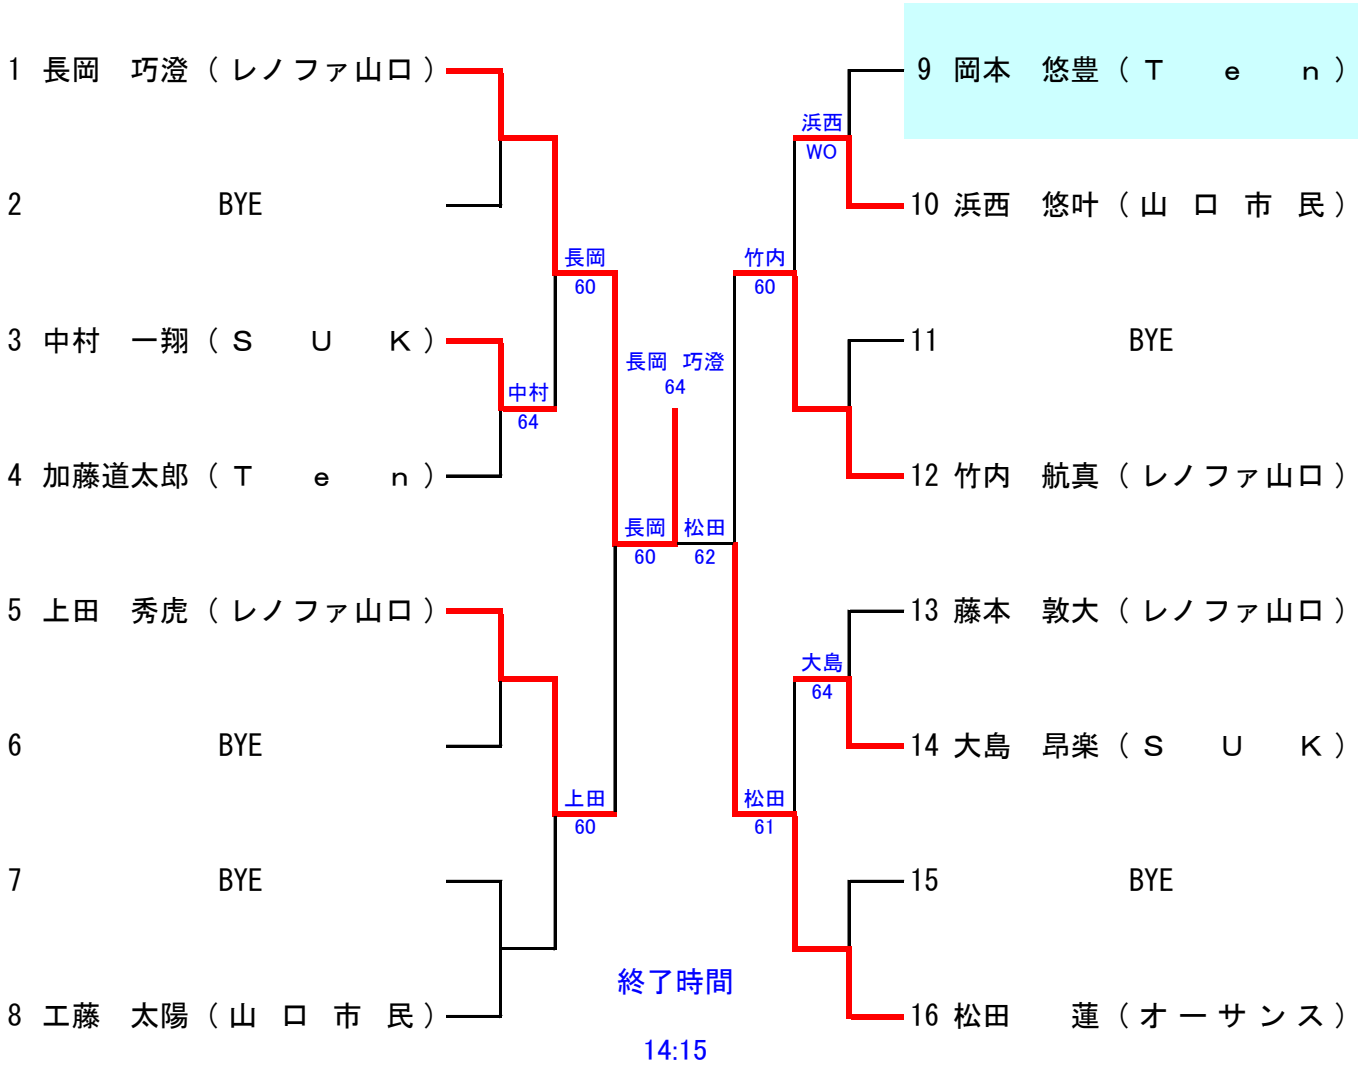 1 長岡　巧澄（レノファ山口）
2 BYE
3 中村　一翔（Ｓ　Ｕ　Ｋ）
4 加藤道太郎（Ｔ　ｅ　ｎ）
5 上田　秀虎（レノファ山口）
6 BYE
7 BYE
8 工藤　太陽（山口市民）
長岡
60
中村
64
上田
60
長岡　巧澄
64
長岡
60
松田
62
終了時間
14:15
浜西
WO
竹内
60
大島
64
松田
61
9 岡本　悠豊（Ｔ　ｅ　ｎ）
10 浜西　悠叶（山口市民）
11 BYE
12 竹内　航真（レノファ山口）
13 藤本　敦大（レノファ山口）
14 大島　昂楽（Ｓ　Ｕ　Ｋ）
15 BYE
16 松田　蓮（オーサンス）